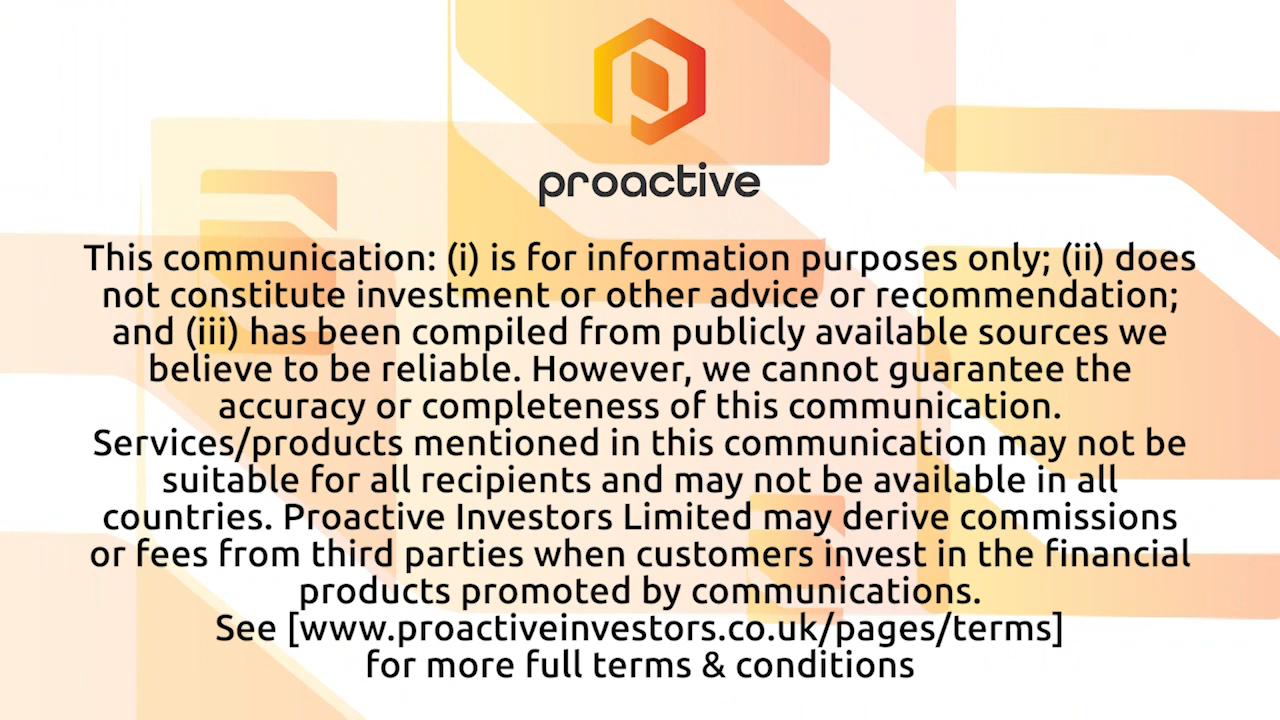 proactive
This communication: (i) is for information purposes only; (ii) does
not constitute investment or other advice or recommendation;
and (iii) has been compiled from publicly available sources we
believe to be reliable. However, we cannot guarantee the
accuracy or completeness of this communication.
Services/products mentioned in this communication may not be
suitable for all recipients and may not be available in all
countries. Proactive Investors Limited may derive commissions
or fees from third parties when customers invest in the financial
products promoted by communications.
See [www.proactiveinvestors.co.uk/pages/terms]
for more full terms & conditions